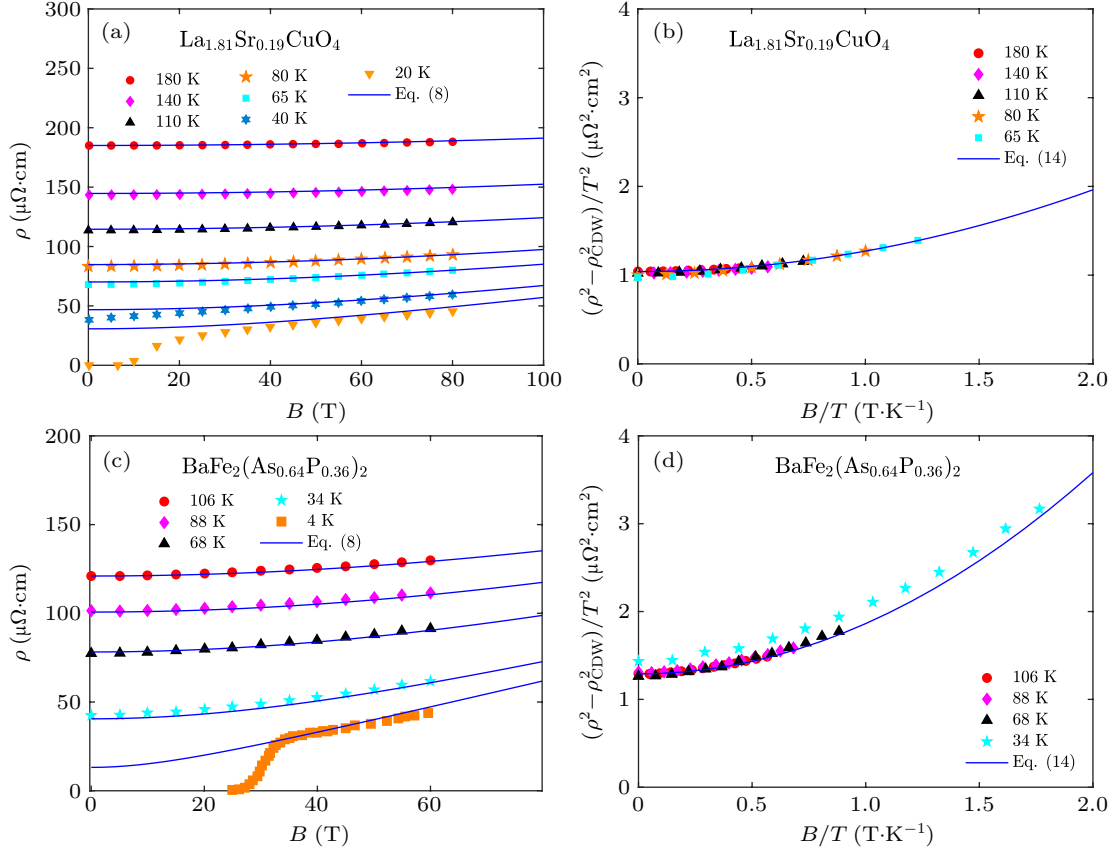 (a)
La₁.₈₁Sr₀.₁₉CuO₄
180 K
140 K
110 K
80 K
65 K
40 K
20 K
Eq. (8)
300
250
200
150
100
50
0
ρ (μΩ·cm)
0 20 40 60 80 100
B (T)
(b)
La₁.₈₁Sr₀.₁₉CuO₄
180 K
140 K
110 K
80 K
65 K
Eq. (14)
4
3
2
1
0
(ρ²−ρ²CDW)/T² (μΩ²·cm²)
0 0.5 1.0 1.5 2.0
B/T (T·K⁻¹)
(c)
BaFe₂(As₀.₆₄P₀.₃₆)₂
106 K
88 K
68 K
34 K
4 K
Eq. (8)
200
150
100
50
0
ρ (μΩ·cm)
0 20 40 60
B (T)
(d)
BaFe₂(As₀.₆₄P₀.₃₆)₂
106 K
88 K
68 K
34 K
Eq. (14)
4
3
2
1
0
(ρ²−ρ²CDW)/T² (μΩ²·cm²)
0 0.5 1.0 1.5 2.0
B/T (T·K⁻¹)